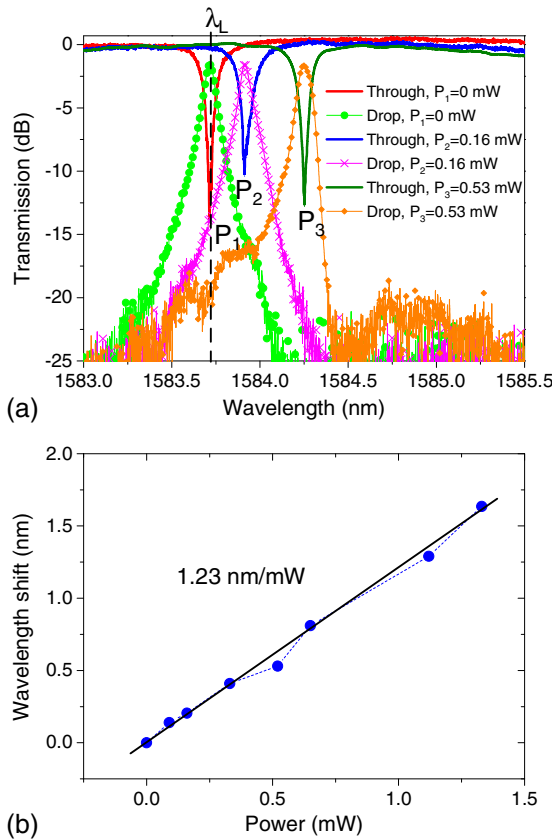 λL
0
-5
-10
-15
-20
-25
Transmission (dB)
Through, P1=0 mW
Drop, P1=0 mW
Through, P2=0.16 mW
Drop, P2=0.16 mW
Through, P3=0.53 mW
Drop, P3=0.53 mW
P1
P2
P3
1583.0
1583.5
1584.0
1584.5
1585.0
1585.5
Wavelength (nm)
(a)
2.0
1.5
1.0
0.5
0.0
Wavelength shift (nm)
1.23 nm/mW
0.0
0.5
1.0
1.5
Power (mW)
(b)